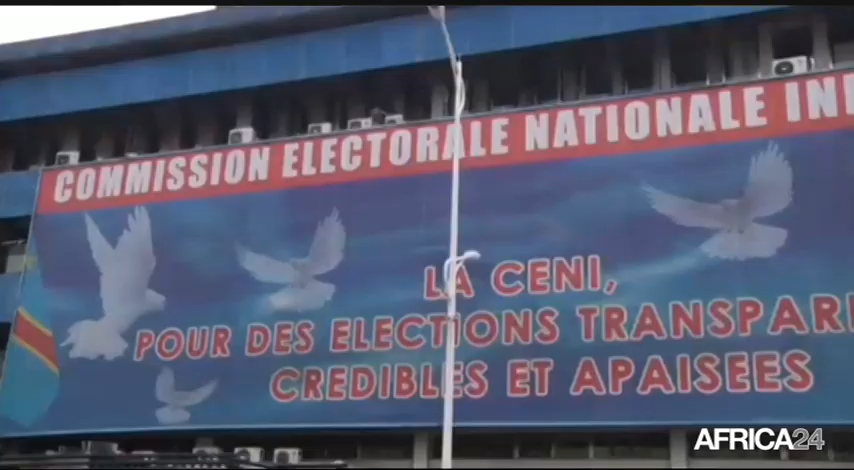 COMMISSION ELECTORALE NATIONALE
LA CENI,
POUR DES ELECTIONS
CREDIBLES ET APAISEES
AFRICA24